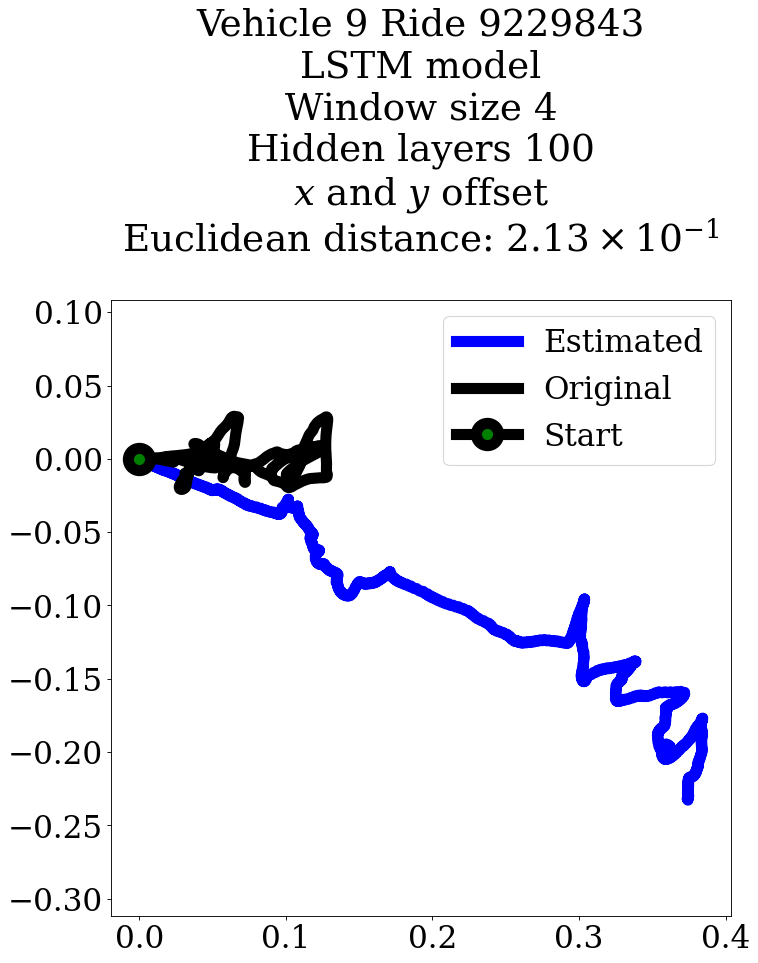 Vehicle 9 Ride 9229843
LSTM model
Window size 4
Hidden layers 100
x and y offset
Euclidean distance: 2.13 × 10⁻¹
Estimated
Original
Start
0.10
0.05
0.00
−0.05
−0.10
−0.15
−0.20
−0.25
−0.30
0.0 0.1 0.2 0.3 0.4